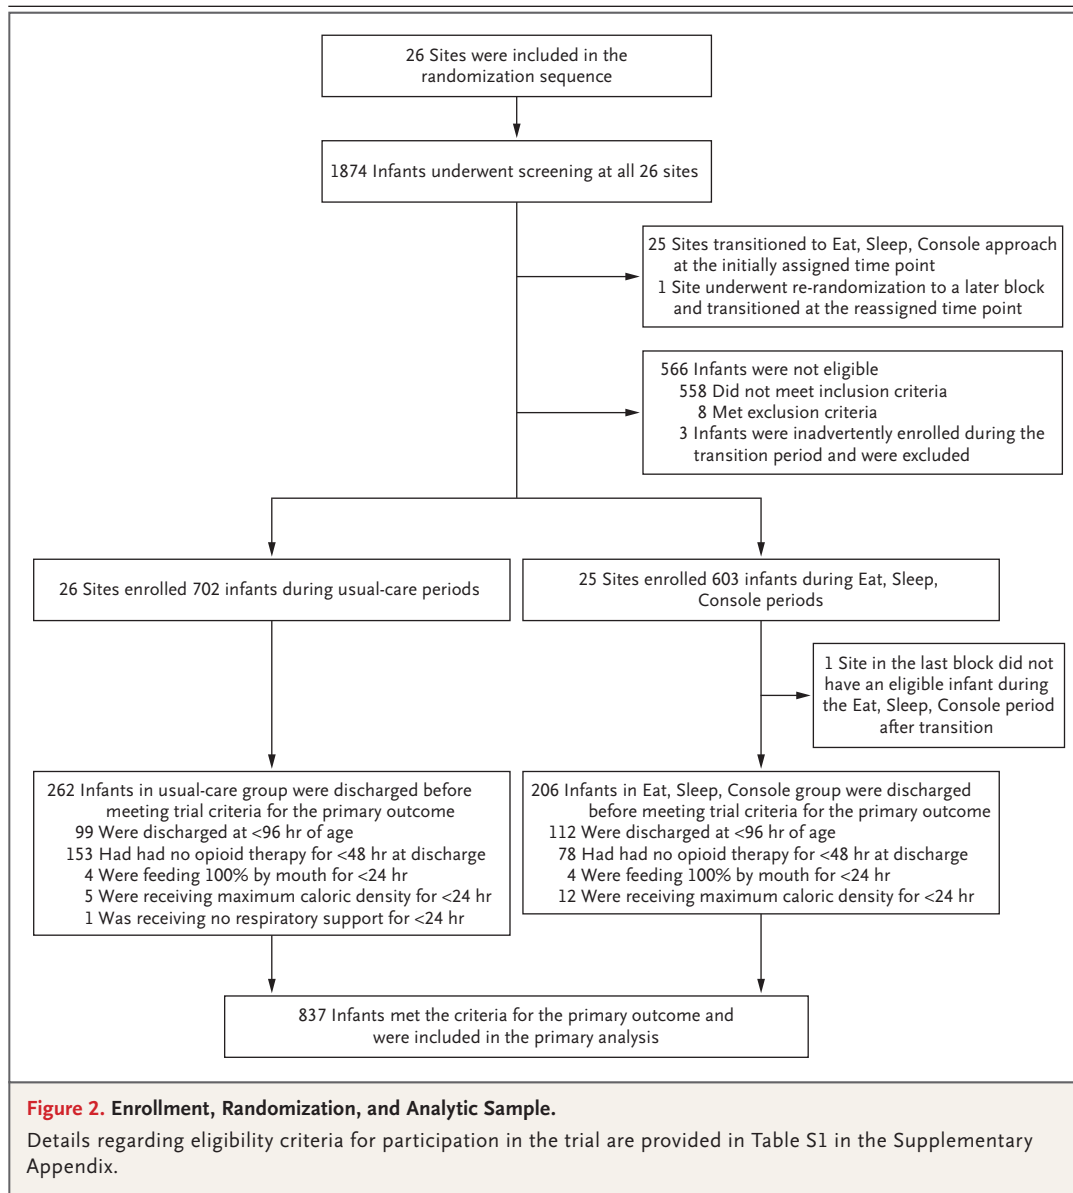 26 Sites were included in the
randomization sequence
1874 Infants underwent screening at all 26 sites
25 Sites transitioned to Eat, Sleep, Console approach
at the initially assigned time point
1 Site underwent re-randomization to a later block
and transitioned at the reassigned time point
566 Infants were not eligible
558 Did not meet inclusion criteria
8 Met exclusion criteria
3 Infants were inadvertently enrolled during the
transition period and were excluded
26 Sites enrolled 702 infants during usual-care periods
25 Sites enrolled 603 infants during Eat, Sleep,
Console periods
1 Site in the last block did not
have an eligible infant during
the Eat, Sleep, Console period
after transition
262 Infants in usual-care group were discharged before
meeting trial criteria for the primary outcome
99 Were discharged at <96 hr of age
153 Had had no opioid therapy for <48 hr at discharge
4 Were feeding 100% by mouth for <24 hr
5 Were receiving maximum caloric density for <24 hr
1 Was receiving no respiratory support for <24 hr
206 Infants in Eat, Sleep, Console group were discharged
before meeting trial criteria for the primary outcome
112 Were discharged at <96 hr of age
78 Had had no opioid therapy for <48 hr at discharge
4 Were feeding 100% by mouth for <24 hr
12 Were receiving maximum caloric density for <24 hr
837 Infants met the criteria for the primary outcome and
were included in the primary analysis
Figure 2. Enrollment, Randomization, and Analytic Sample.
Details regarding eligibility criteria for participation in the trial are provided in Table S1 in the Supplementary
Appendix.